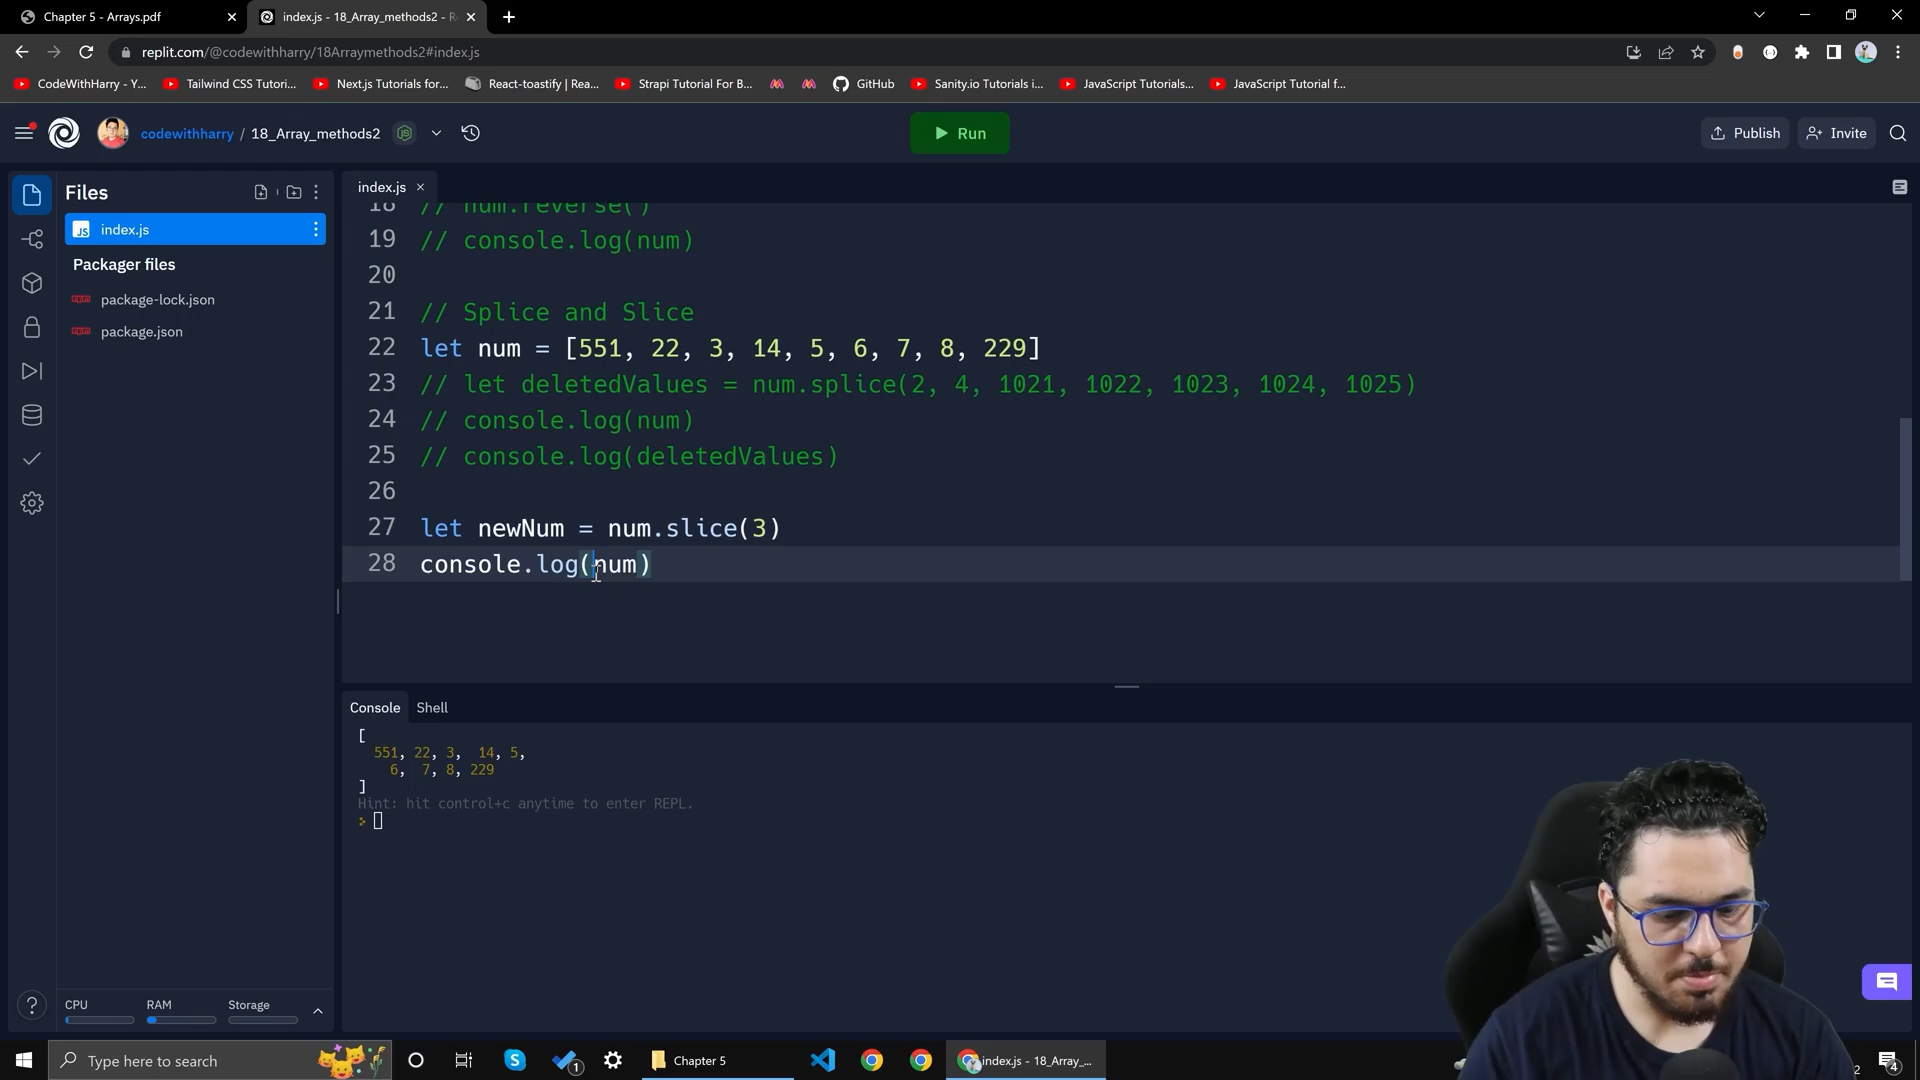 Chapter 5 - Arrays.pdf
index.js - 18_Array_methods2 - R
replit.com/@codewithharry/18Arraymethods2#index.js
CodeWithHarry - Y...
Tailwind CSS Tutori...
Next.js Tutorials for...
React-toastify | Rea...
Strapi Tutorial For B...
GitHub
Sanity.io Tutorials i...
JavaScript Tutorials...
JavaScript Tutorial f...
codewithharry / 18_Array_methods2
Run
Publish
Invite
Files
index.js
Packager files
package-lock.json
package.json
index.js
18 // num.reverse()
19 // console.log(num)
20
21 // Splice and Slice
22 let num = [551, 22, 3, 14, 5, 6, 7, 8, 229]
23 // let deletedValues = num.splice(2, 4, 1021, 1022, 1023, 1024, 1025)
24 // console.log(num)
25 // console.log(deletedValues)
26
27 let newNum = num.slice(3)
28 console.log(num)
Console Shell
[
551, 22, 3, 14, 5,
6, 7, 8, 229
]
Hint: hit control+c anytime to enter REPL.
>
CPU RAM Storage
Type here to search
1
Chapter 5
index.js - 18_Array_...
2
4